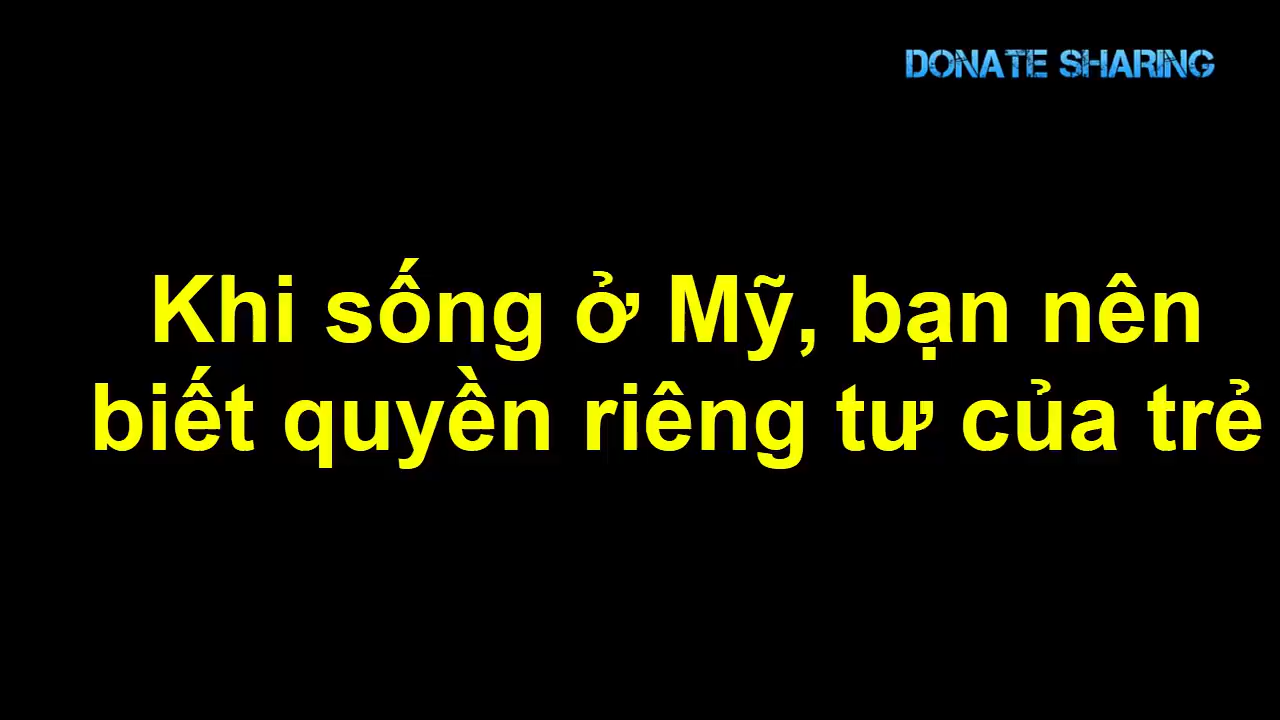 DONATE SHARING
Khi sống ở Mỹ, bạn nên
biết quyền riêng tư của trẻ